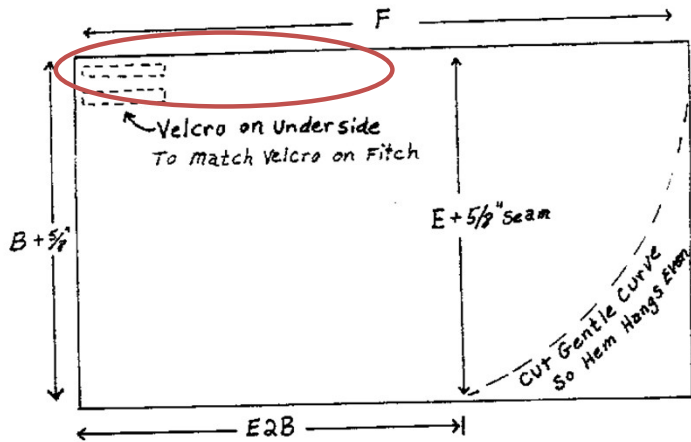 F
Velcro on Underside
To Match Velcro on Fitch
B + 5/8"
E + 5/8" Seam
Cut Gentle Curve
So Hem Hangs Even
E2B